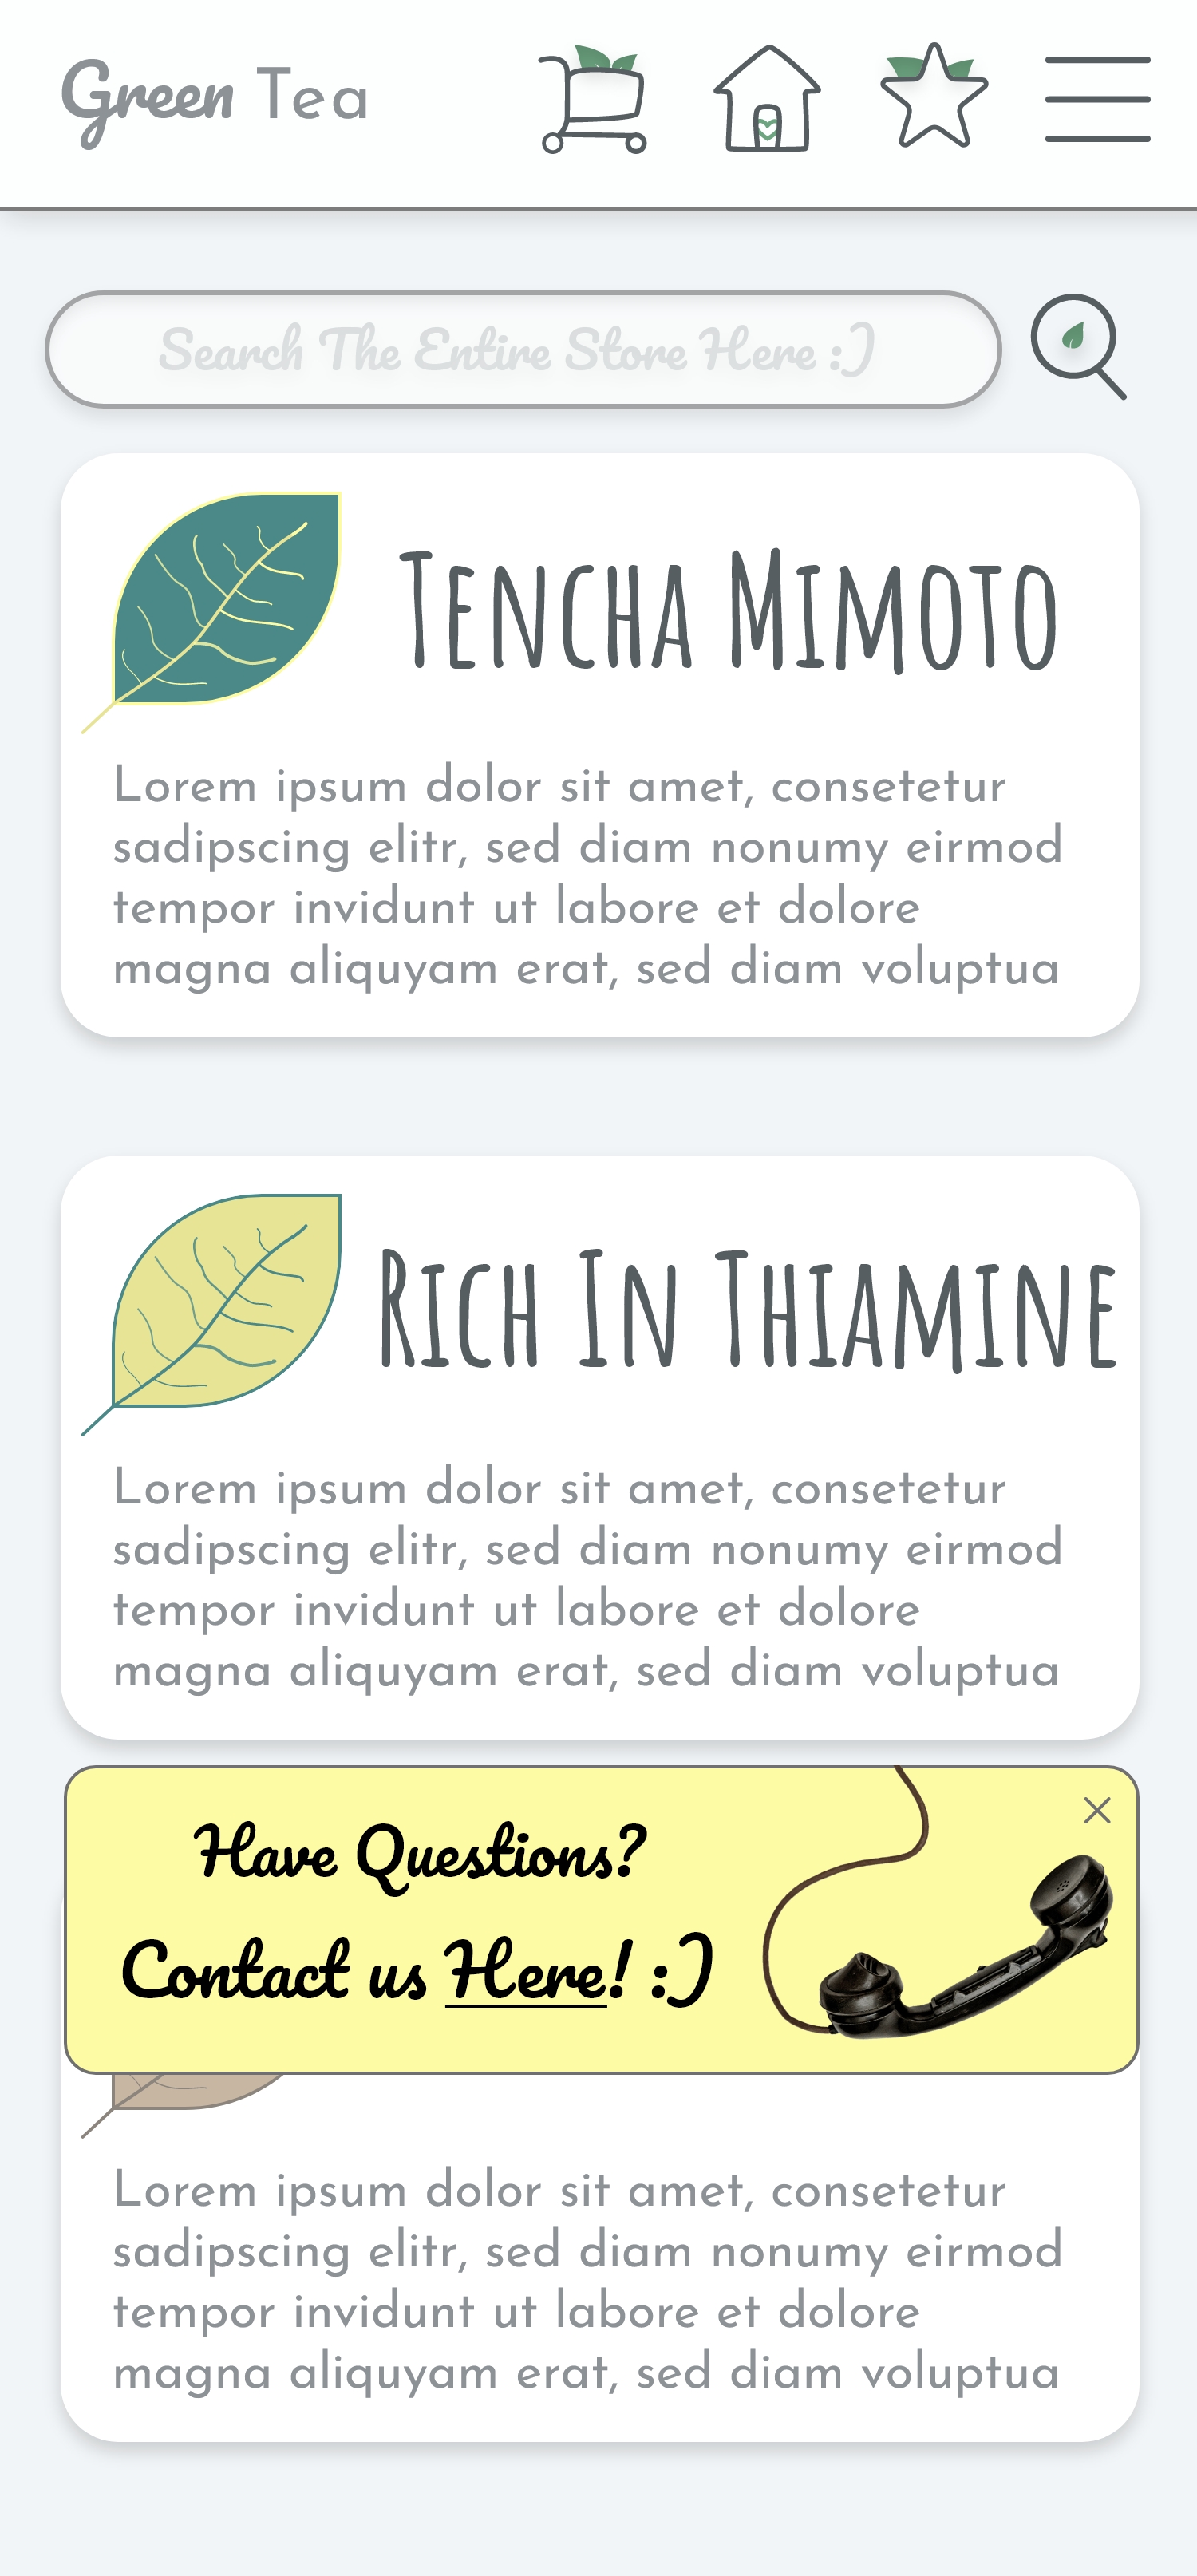 Green Tea
Search The Entire Store Here :)
Tencha Mimoto
Lorem ipsum dolor sit amet, consetetur
sadipscing elitr, sed diam nonumy eirmod
tempor invidunt ut labore et dolore
magna aliquyam erat, sed diam voluptua
Rich In Thiamine
Lorem ipsum dolor sit amet, consetetur
sadipscing elitr, sed diam nonumy eirmod
tempor invidunt ut labore et dolore
magna aliquyam erat, sed diam voluptua
Have Questions?
Contact us Here! :)
Lorem ipsum dolor sit amet, consetetur
sadipscing elitr, sed diam nonumy eirmod
tempor invidunt ut labore et dolore
magna aliquyam erat, sed diam voluptua